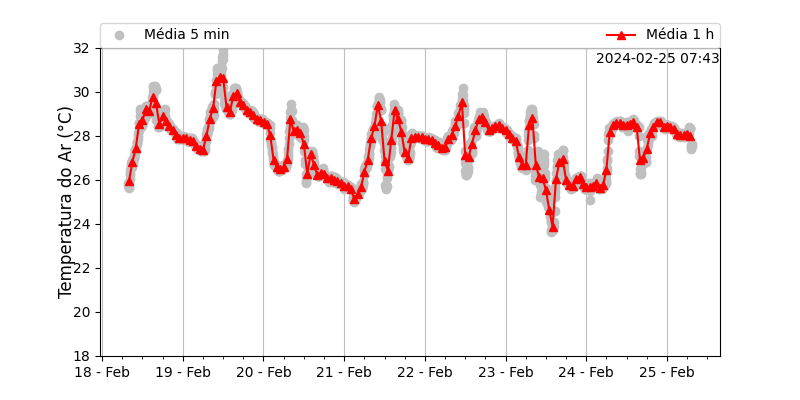 Média 5 min
Média 1 h
2024-02-25 07:43
Temperatura do Ar (°C)
32
30
28
26
24
22
20
18
18 - Feb
19 - Feb
20 - Feb
21 - Feb
22 - Feb
23 - Feb
24 - Feb
25 - Feb